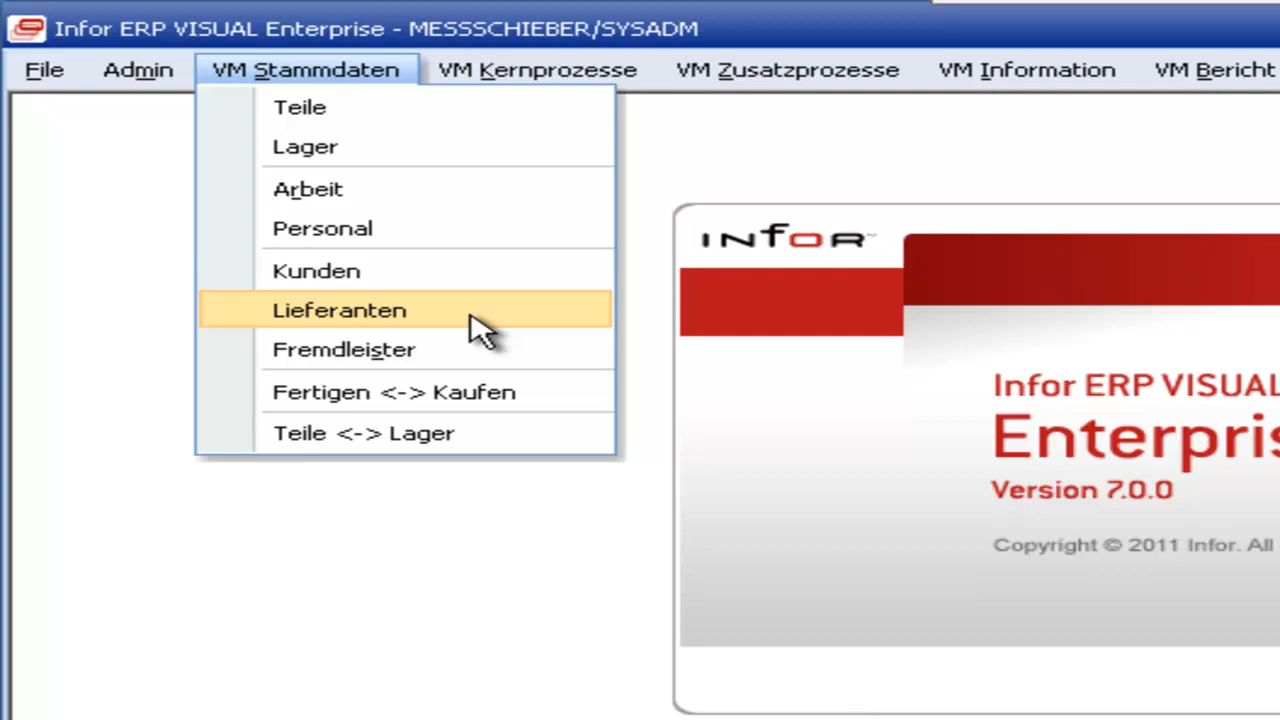 Infor ERP VISUAL Enterprise - MESSSCHIEBER/SYSADM
File Admin VM Stammdaten VM Kernprozesse VM Zusatzprozesse VM Information VM Bericht
Teile
Lager
Arbeit
Personal
Kunden
Lieferanten
Fremdleister
Fertigen <-> Kaufen
Teile <-> Lager
infor™
Infor ERP VISUAL
Enterpris
Version 7.0.0
Copyright © 2011 Infor. All